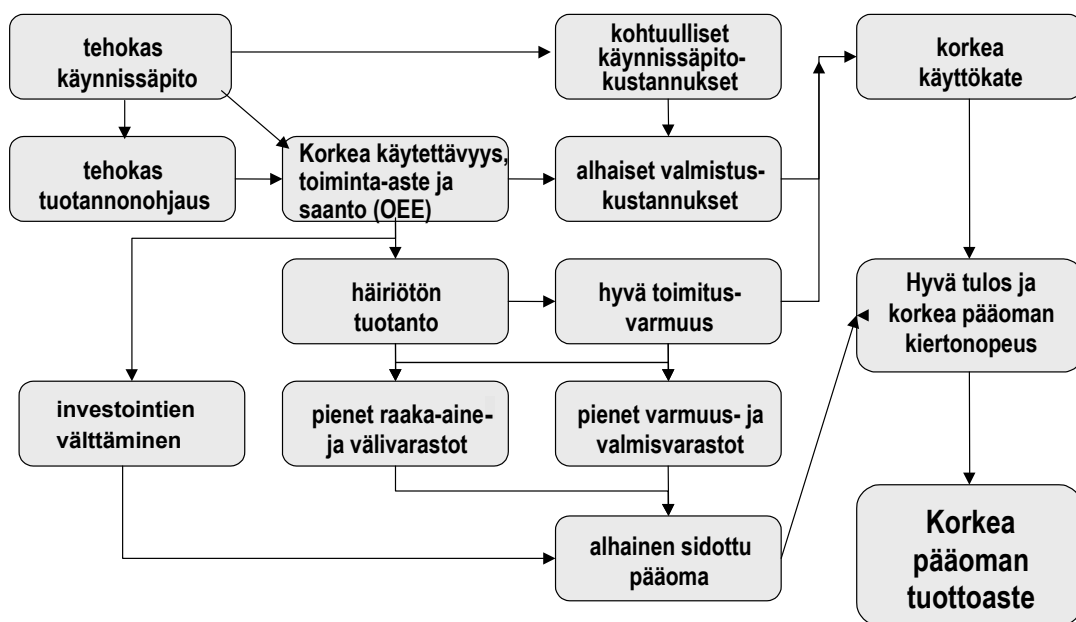 tehokas
käynnissäpito
kohtuulliset
käynnissäpito-
kustannukset
korkea
käyttökate
tehokas
tuotannonohjaus
Korkea käytettävyys,
toiminta-aste ja
saanto (OEE)
alhaiset valmistus-
kustannukset
häiriötön
tuotanto
hyvä toimitus-
varmuus
Hyvä tulos ja
korkea pääoman
kiertonopeus
investointien
välttäminen
pienet raaka-aine-
ja välivarastot
pienet varmuus- ja
valmisvarastot
alhainen sidottu
pääoma
Korkea
pääoman
tuottoaste